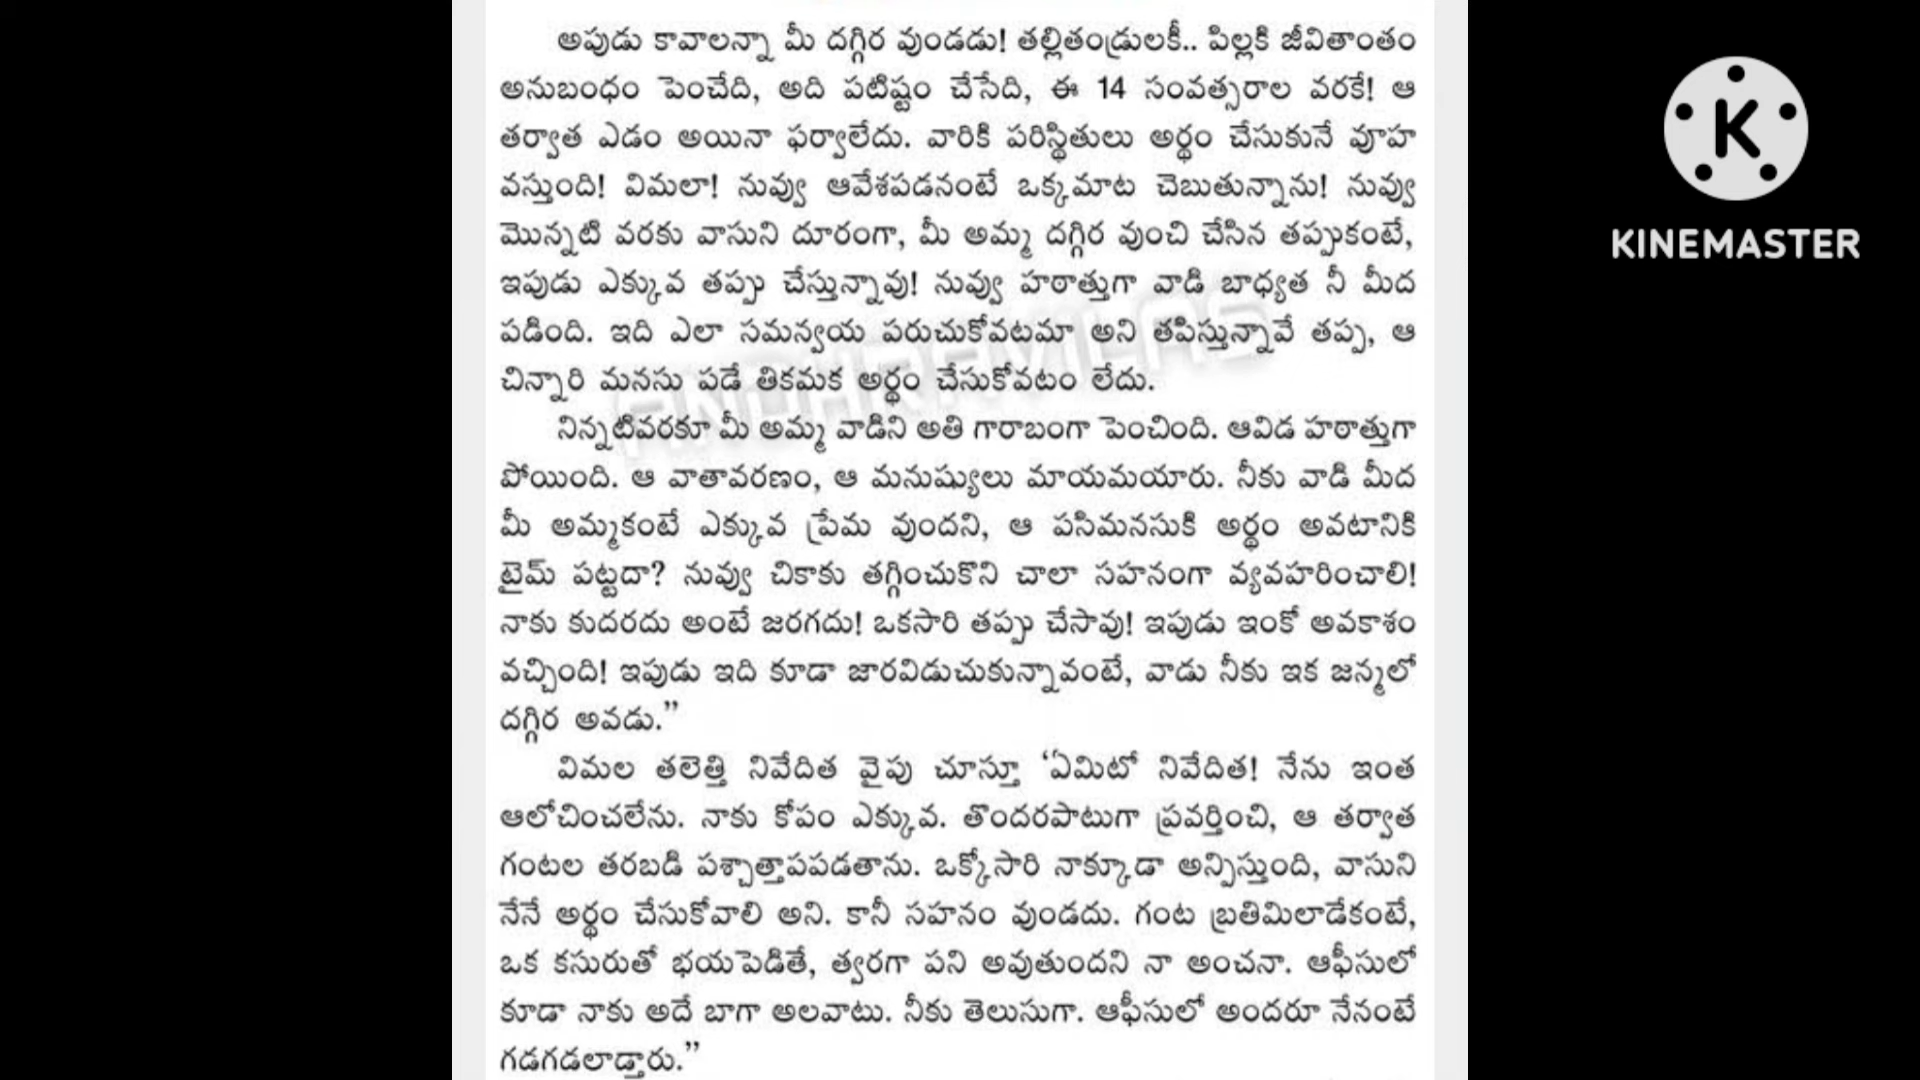 అపుడు కావాలన్నా మీ దగ్గిర వుండడు! తల్లితండ్రులకీ.. పిల్లకి జీవితాంతం
అనుబంధం పెంచేది, అది పటిష్టం చేసేది, ఈ 14 సంవత్సరాల వరకే! ఆ
తర్వాత ఎడం అయినా ఫర్వాలేదు. వారికి పరిస్థితులు అర్థం చేసుకునే వూహ
వస్తుంది! విమలా! నువ్వు ఆవేశపడనంటే ఒక్కమాట చెబుతున్నాను! నువ్వు
మొన్నటి వరకు వాసుని దూరంగా, మీ అమ్మ దగ్గిర వుంచి చేసిన తప్పుకంటే,
ఇపుడు ఎక్కువ తప్పు చేస్తున్నావు! నువ్వు హఠాత్తుగా వాడి బాధ్యత నీ మీద
పడింది. ఇది ఎలా సమన్వయ పరుచుకోవటమా అని తపిస్తున్నావే తప్ప, ఆ
చిన్నారి మనసు పడే తికమక అర్థం చేసుకోవటం లేదు.
నిన్నటివరకూ మీ అమ్మ వాడిని అతి గారాబంగా పెంచింది. ఆవిడ హఠాత్తుగా
పోయింది. ఆ వాతావరణం, ఆ మనుష్యులు మాయమయారు. నీకు వాడి మీద
మీ అమ్మకంటే ఎక్కువ ప్రేమ వుందని, ఆ పసిమనసుకి అర్థం అవటానికి
టైమ్ పట్టదా? నువ్వు చికాకు తగ్గించుకొని చాలా సహనంగా వ్యవహరించాలి!
నాకు కుదరదు అంటే జరగదు! ఒకసారి తప్పు చేసావు! ఇపుడు ఇంకో అవకాశం
వచ్చింది! ఇపుడు ఇది కూడా జారవిడుచుకున్నావంటే, వాడు నీకు ఇక జన్మలో
దగ్గిర అవడు.”
విమల తలెత్తి నివేదిత వైపు చూస్తూ ‘ఏమిటో నివేదిత! నేను ఇంత
ఆలోచించలేను. నాకు కోపం ఎక్కువ. తొందరపాటుగా ప్రవర్తించి, ఆ తర్వాత
గంటల తరబడి పశ్చాత్తాపపడతాను. ఒక్కోసారి నాక్కూడా అన్పిస్తుంది, వాసుని
నేనే అర్థం చేసుకోవాలి అని. కానీ సహనం వుండదు. గంట బ్రతిమిలాడేకంటే,
ఒక కసురుతో భయపెడితే, త్వరగా పని అవుతుందని నా అంచనా. ఆఫీసులో
కూడా నాకు అదే బాగా అలవాటు. నీకు తెలుసుగా. ఆఫీసులో అందరూ నేనంటే
గడగడలాడ్తారు.”
ANDHRAVILAS
K
KINEMASTER